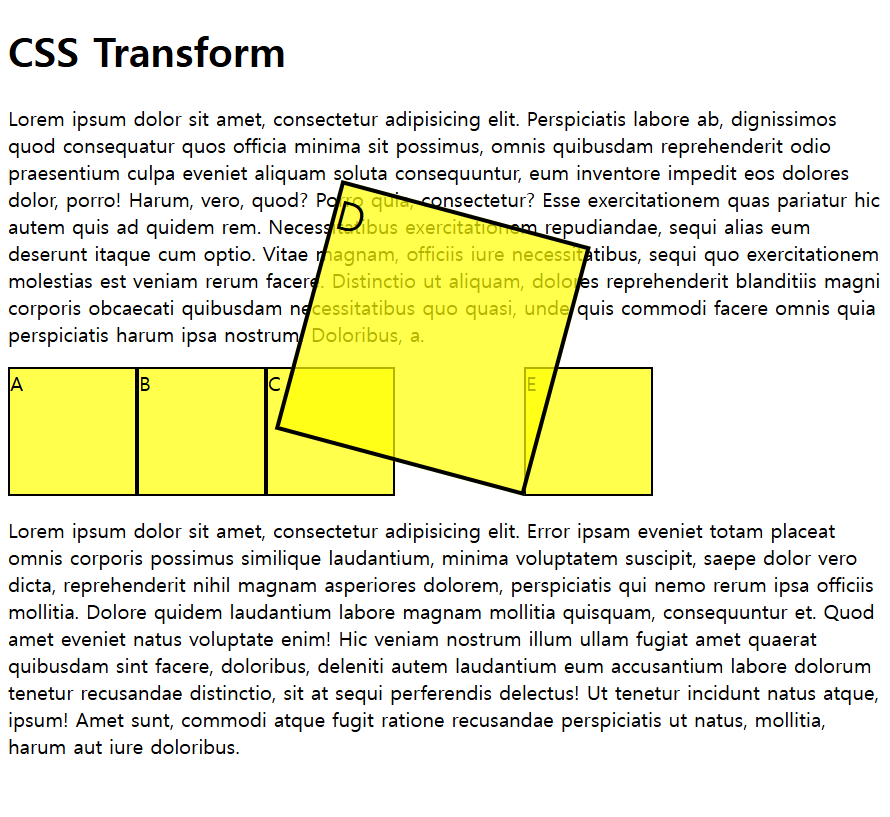 CSS Transform
Lorem ipsum dolor sit amet, consectetur adipisicing elit. Perspiciatis labore ab, dignissimos
quod consequatur quos officia minima sit possimus, omnis quibusdam reprehenderit odio
praesentium culpa eveniet aliquam soluta consequuntur, eum inventore impedit eos dolores
dolor, porro! Harum, vero, quod? Porro quia, consectetur? Esse exercitationem quas pariatur hic
autem quis ad quidem rem. Necessitatibus exercitationem repudiandae, sequi alias eum
deserunt itaque cum optio. Vitae magnam, officiis iure necessitatibus, sequi quo exercitationem
molestias est veniam rerum facere. Distinctio ut aliquam, dolores reprehenderit blanditiis magni
corporis obcaecati quibusdam necessitatibus quo quasi, unde quis commodi facere omnis quia
perspiciatis harum ipsa nostrum! Doloribus, a.
A B C D E
Lorem ipsum dolor sit amet, consectetur adipisicing elit. Error ipsam eveniet totam placeat
omnis corporis possimus similique laudantium, minima voluptatem suscipit, saepe dolor vero
dicta, reprehenderit nihil magnam asperiores dolorem, perspiciatis qui nemo rerum ipsa officiis
mollitia. Dolore quidem laudantium labore magnam mollitia quisquam, consequuntur et. Quod
amet eveniet natus voluptate enim! Hic veniam nostrum illum ullam fugiat amet quaerat
quibusdam sint facere, doloribus, deleniti autem laudantium eum accusantium labore dolorum
tenetur recusandae distinctio, sit at sequi perferendis delectus! Ut tenetur incidunt natus atque,
ipsum! Amet sunt, commodi atque fugit ratione recusandae perspiciatis ut natus, mollitia,
harum aut iure doloribus.